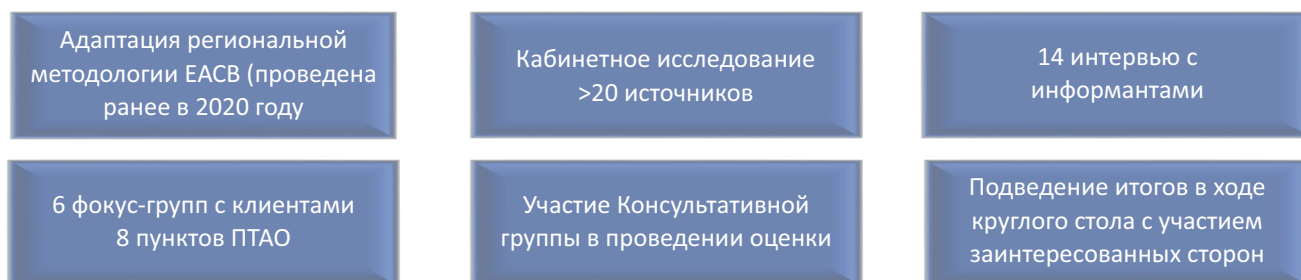 Адаптация региональной
методологии ЕАСВ (проведена
ранее в 2020 году
Кабинетное исследование
>20 источников
14 интервью с
информантами
6 фокус-групп с клиентами
8 пунктов ПТАО
Участие Консультативной
группы в проведении оценки
Подведение итогов в ходе
круглого стола с участием
заинтересованных сторон